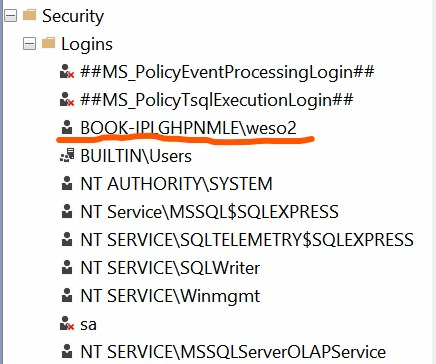 Security
Logins
##MS_PolicyEventProcessingLogin##
##MS_PolicyTsqlExecutionLogin##
BOOK-IPLGHPNMLE\weso2
BUILTIN\Users
NT AUTHORITY\SYSTEM
NT Service\MSSQL$SQLEXPRESS
NT SERVICE\SQLTELEMETRY$SQLEXPRESS
NT SERVICE\SQLWriter
NT SERVICE\Winmgmt
sa
NT SERVICE\MSSQLServerOLAPService